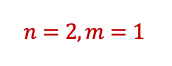 n = 2, m = 1